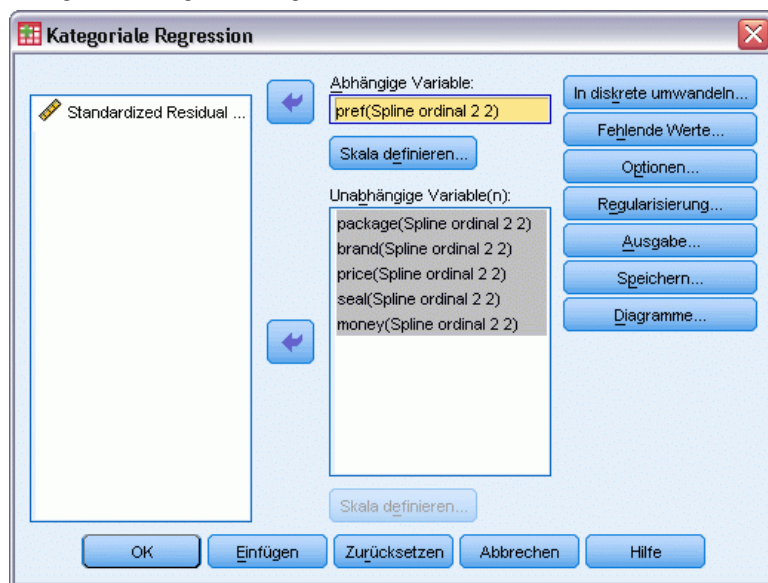 Kategoriale Regression
Standardized Residual ...
Abhängige Variable:
pref(Spline ordinal 2 2)
Skala definieren...
Unabhängige Variable(n):
package(Spline ordinal 2 2)
brand(Spline ordinal 2 2)
price(Spline ordinal 2 2)
seal(Spline ordinal 2 2)
money(Spline ordinal 2 2)
Skala definieren...
In diskrete umwandeln...
Fehlende Werte...
Optionen...
Regularisierung...
Ausgabe...
Speichern...
Diagramme...
OK
Einfügen
Zurücksetzen
Abbrechen
Hilfe